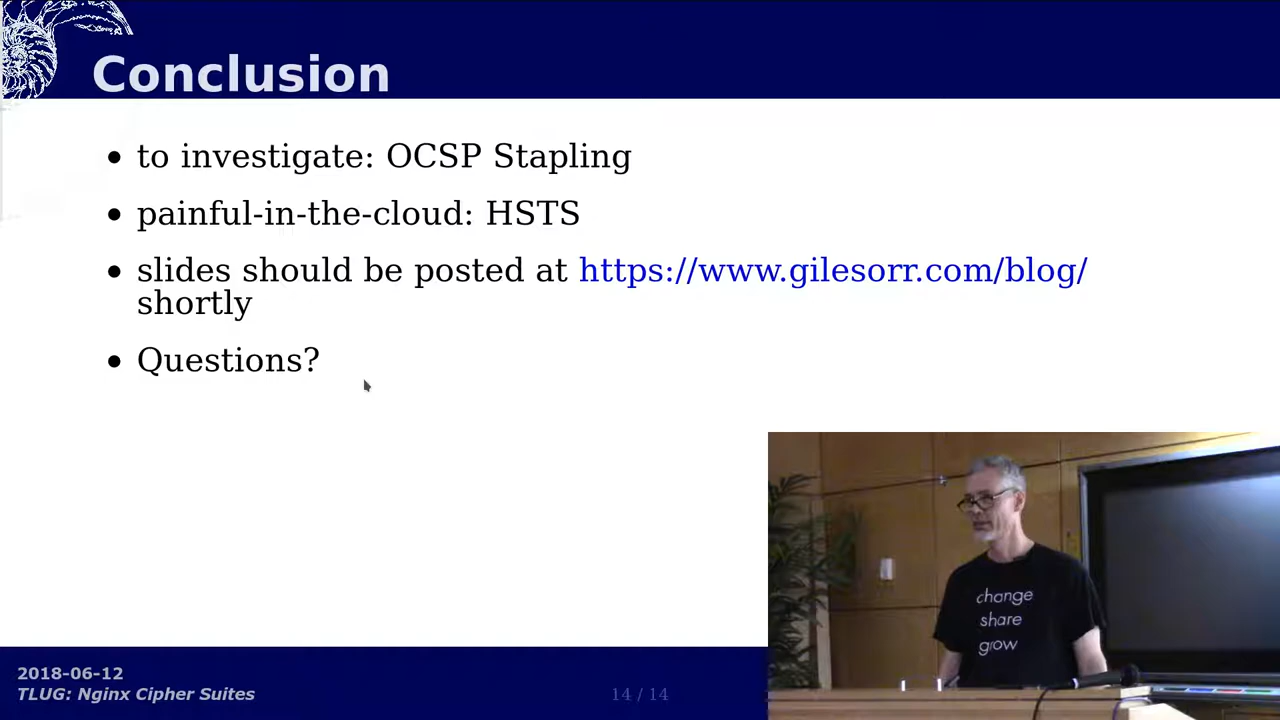 Conclusion
to investigate: OCSP Stapling
painful-in-the-cloud: HSTS
slides should be posted at https://www.gilesorr.com/blog/
shortly
Questions?
change
share
grow
2018-06-12
TLUG: Nginx Cipher Suites
14 / 14